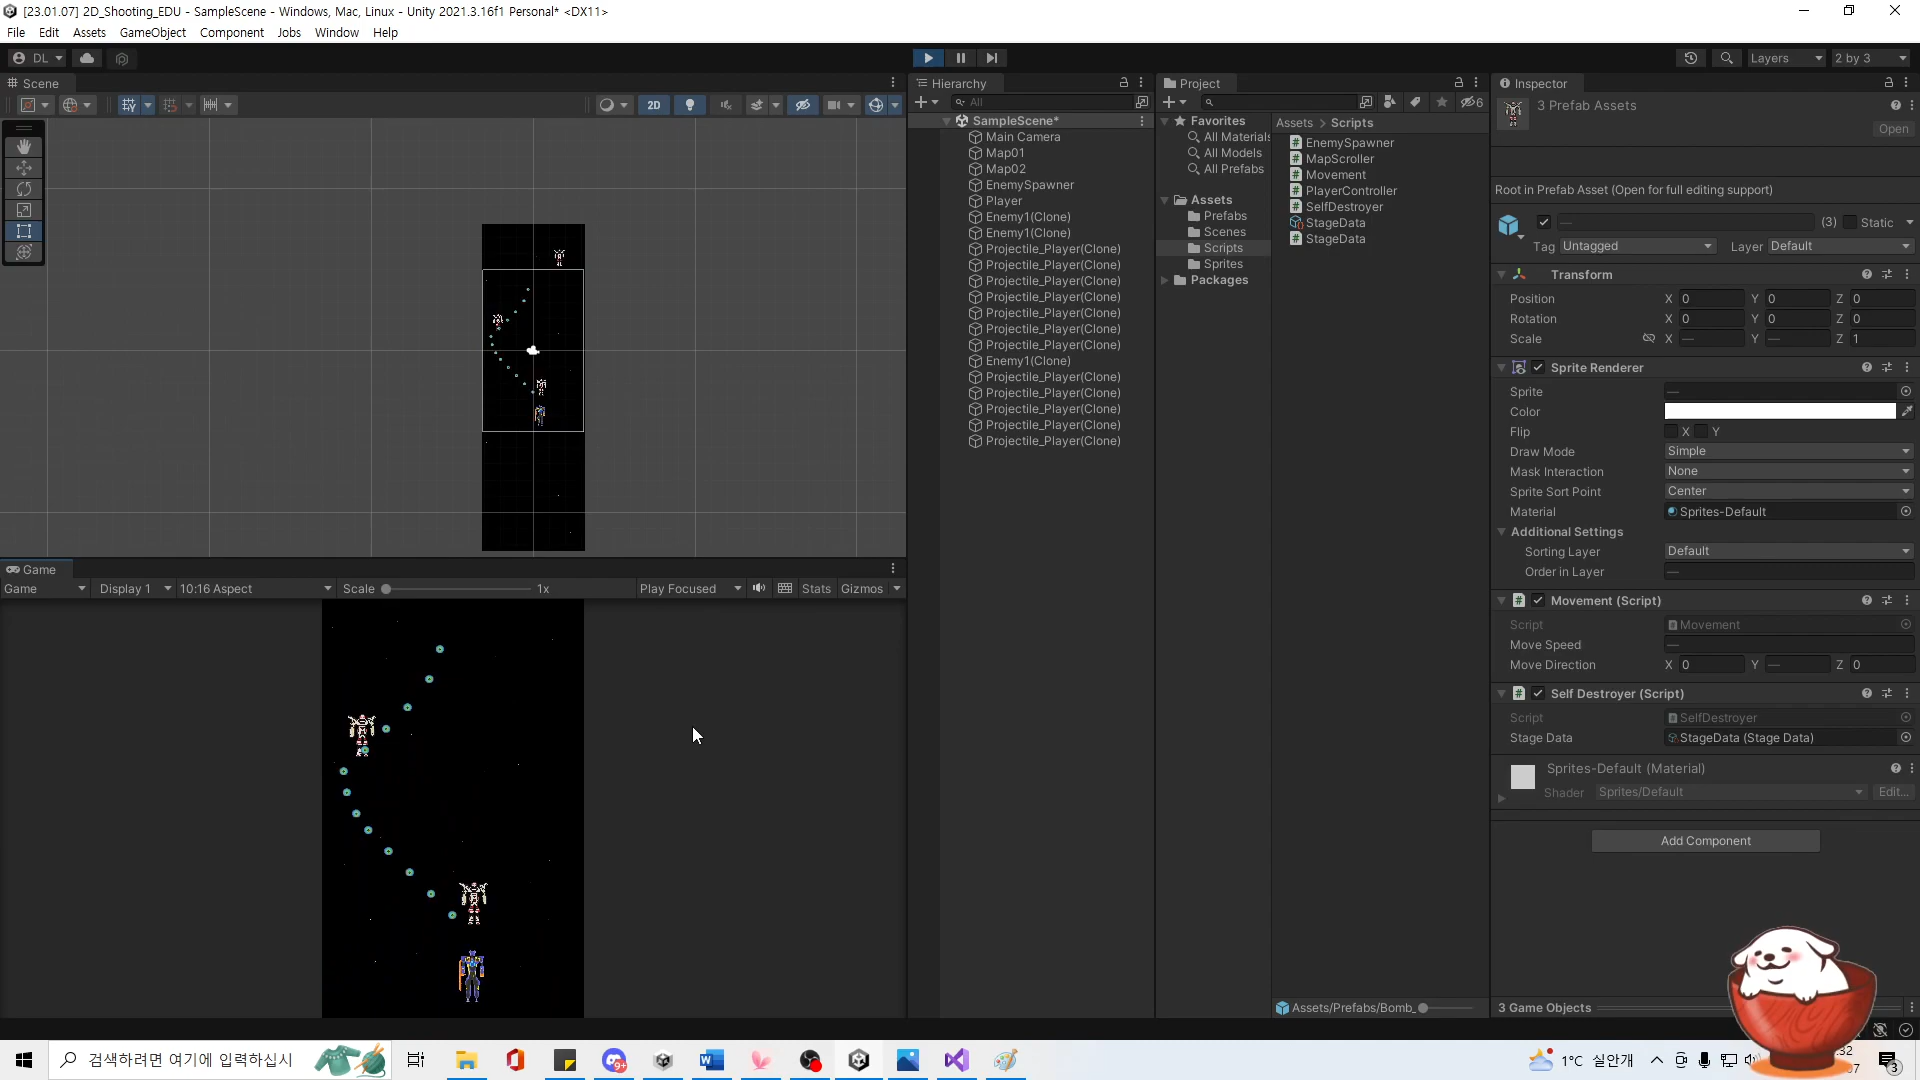 [23.01.07] 2D_Shooting_EDU - SampleScene - Windows, Mac, Linux - Unity 2021.3.16f1 Personal* <DX11>
File Edit Assets GameObject Component Jobs Window Help
DL
Layers 2 by 3
Scene
2D
Hierarchy
All
SampleScene*
Main Camera
Map01
Map02
EnemySpawner
Player
Enemy1(Clone)
Enemy1(Clone)
Projectile_Player(Clone)
Projectile_Player(Clone)
Projectile_Player(Clone)
Projectile_Player(Clone)
Projectile_Player(Clone)
Projectile_Player(Clone)
Projectile_Player(Clone)
Enemy1(Clone)
Projectile_Player(Clone)
Projectile_Player(Clone)
Projectile_Player(Clone)
Projectile_Player(Clone)
Projectile_Player(Clone)
Project
6
Favorites
All Materials
All Models
All Prefabs
Assets
Prefabs
Scenes
Scripts
Sprites
Packages
Assets > Scripts
EnemySpawner
MapScroller
Movement
PlayerController
SelfDestroyer
StageData
StageData
Assets/Prefabs/Bomb_
Inspector
3 Prefab Assets
Open
Root in Prefab Asset (Open for full editing support)
— (3) Static
Tag Untagged Layer Default
Transform
Position X 0 Y 0 Z 0
Rotation X 0 Y 0 Z 0
Scale X — Y — Z 1
Sprite Renderer
Sprite —
Color
Flip X Y
Draw Mode Simple
Mask Interaction None
Sprite Sort Point Center
Material Sprites-Default
Additional Settings
Sorting Layer Default
Order in Layer —
Movement (Script)
Script Movement
Move Speed —
Move Direction X 0 Y — Z 0
Self Destroyer (Script)
Script SelfDestroyer
Stage Data StageData (Stage Data)
Sprites-Default (Material)
Shader Sprites/Default Edit...
Add Component
3 Game Objects
Game
Game Display 1 10:16 Aspect Scale 1x Play Focused Stats Gizmos
검색하려면 여기에 입력하십시
9+
1°C 실안개
3